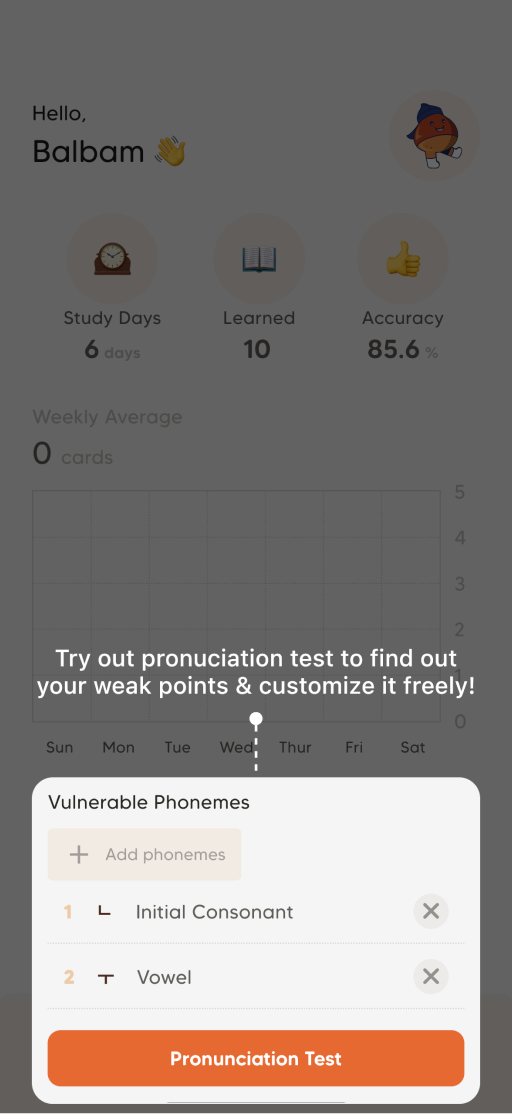 Hello,
Balbam 👋
Study Days
Learned
Accuracy
6 days
10
85.6 %
Weekly Average
0 cards
5
4
3
2
1
0
Try out pronuciation test to find out
your weak points & customize it freely!
Sun Mon Tue Wed Thur Fri Sat
Vulnerable Phonemes
+ Add phonemes
1 ㄴ Initial Consonant
2 ㅜ Vowel
Pronunciation Test